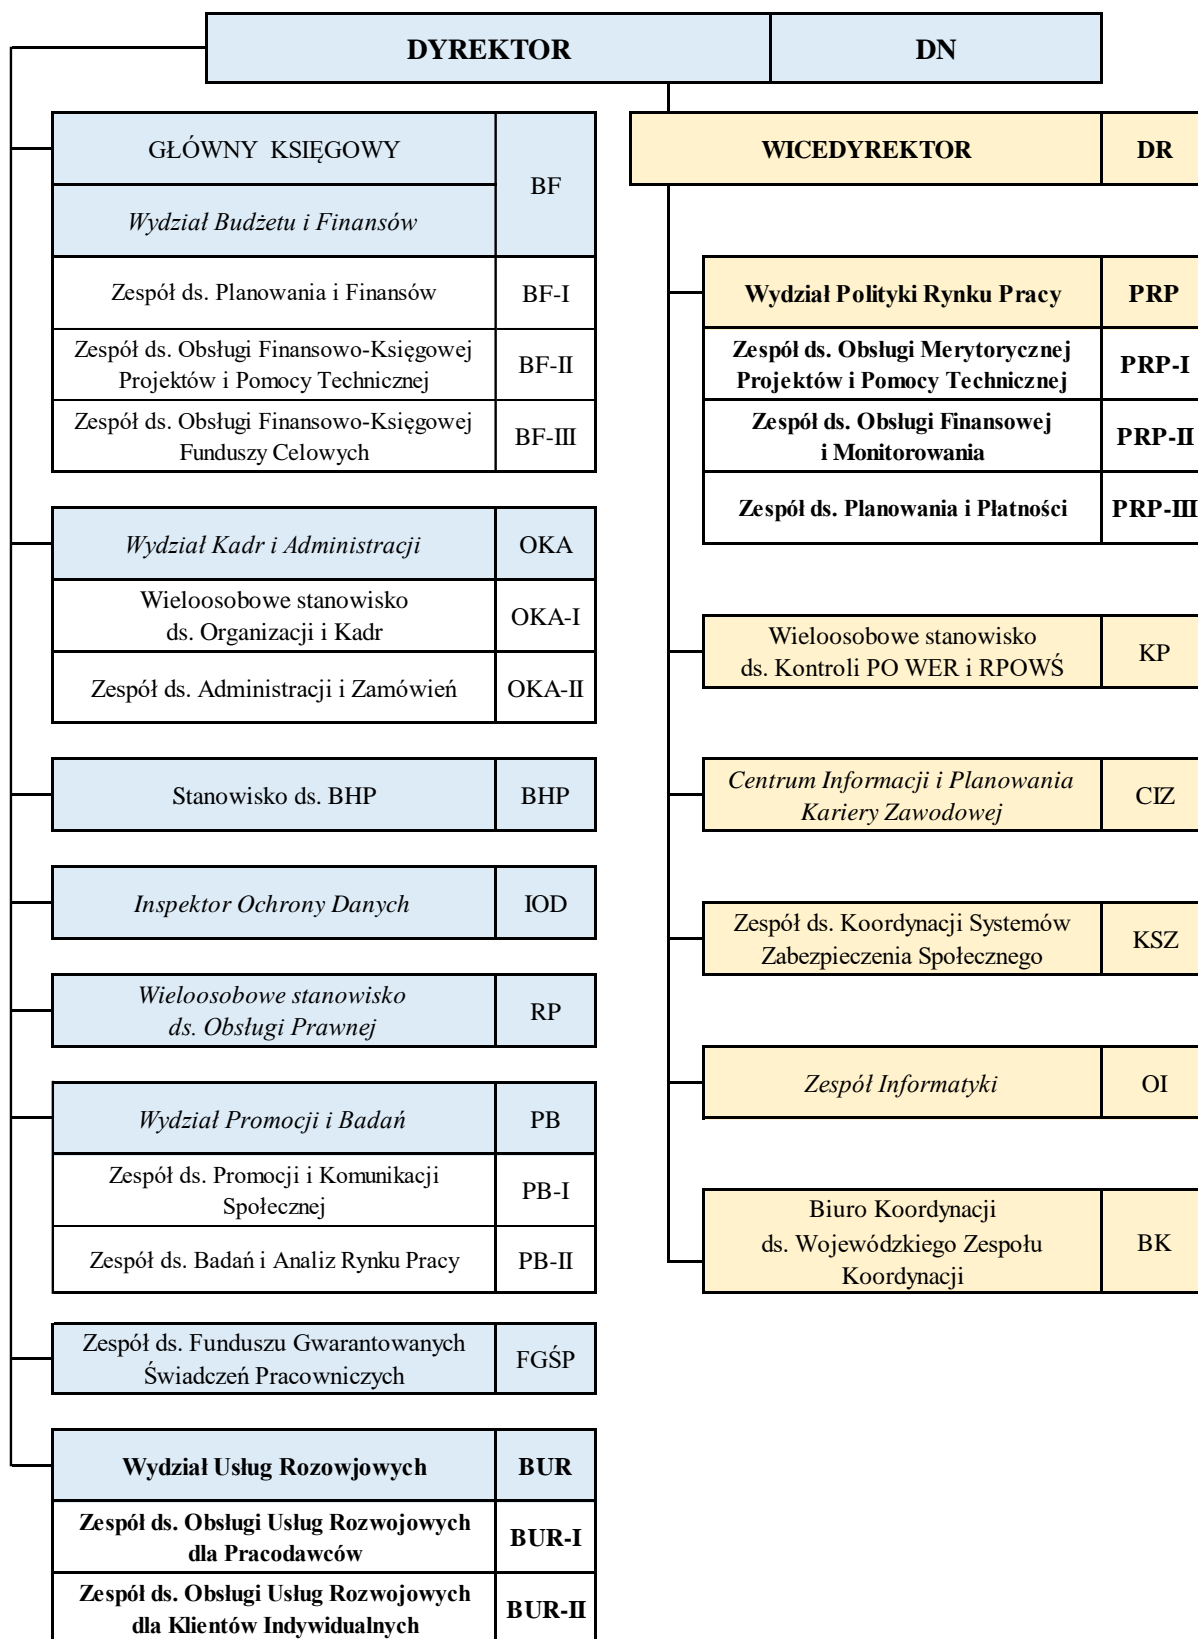 DYREKTOR
DN
GŁÓWNY KSIĘGOWY
BF
Wydział Budżetu i Finansów
Zespół ds. Planowania i Finansów
BF-I
Zespół ds. Obsługi Finansowo-Księgowej
Projektów i Pomocy Technicznej
BF-II
Zespół ds. Obsługi Finansowo-Księgowej
Funduszy Celowych
BF-III
Wydział Kadr i Administracji
OKA
Wieloosobowe stanowisko
ds. Organizacji i Kadr
OKA-I
Zespół ds. Administracji i Zamówień
OKA-II
Stanowisko ds. BHP
BHP
Inspektor Ochrony Danych
IOD
Wieloosobowe stanowisko
ds. Obsługi Prawnej
RP
Wydział Promocji i Badań
PB
Zespół ds. Promocji i Komunikacji
Społecznej
PB-I
Zespół ds. Badań i Analiz Rynku Pracy
PB-II
Zespół ds. Funduszu Gwarantowanych
Świadczeń Pracowniczych
FGŚP
Wydział Usług Rozowjowych
BUR
Zespół ds. Obsługi Usług Rozwojowych
dla Pracodawców
BUR-I
Zespół ds. Obsługi Usług Rozwojowych
dla Klientów Indywidualnych
BUR-II
WICEDYREKTOR
DR
Wydział Polityki Rynku Pracy
PRP
Zespół ds. Obsługi Merytorycznej
Projektów i Pomocy Technicznej
PRP-I
Zespół ds. Obsługi Finansowej
i Monitorowania
PRP-II
Zespół ds. Planowania i Płatności
PRP-III
Wieloosobowe stanowisko
ds. Kontroli PO WER i RPOWŚ
KP
Centrum Informacji i Planowania
Kariery Zawodowej
CIZ
Zespół ds. Koordynacji Systemów
Zabezpieczenia Społecznego
KSZ
Zespół Informatyki
OI
Biuro Koordynacji
ds. Wojewódzkiego Zespołu
Koordynacji
BK